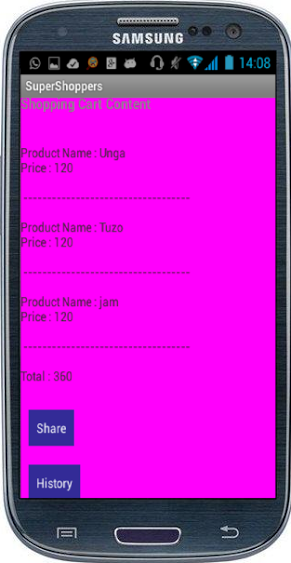 SAMSUNG
14:08
SuperShoppers
Shopping Cart Content
Product Name : Unga
Price : 120
----------------------------------
Product Name : Tuzo
Price : 120
----------------------------------
Product Name : jam
Price : 120
----------------------------------
Total : 360
Share
History